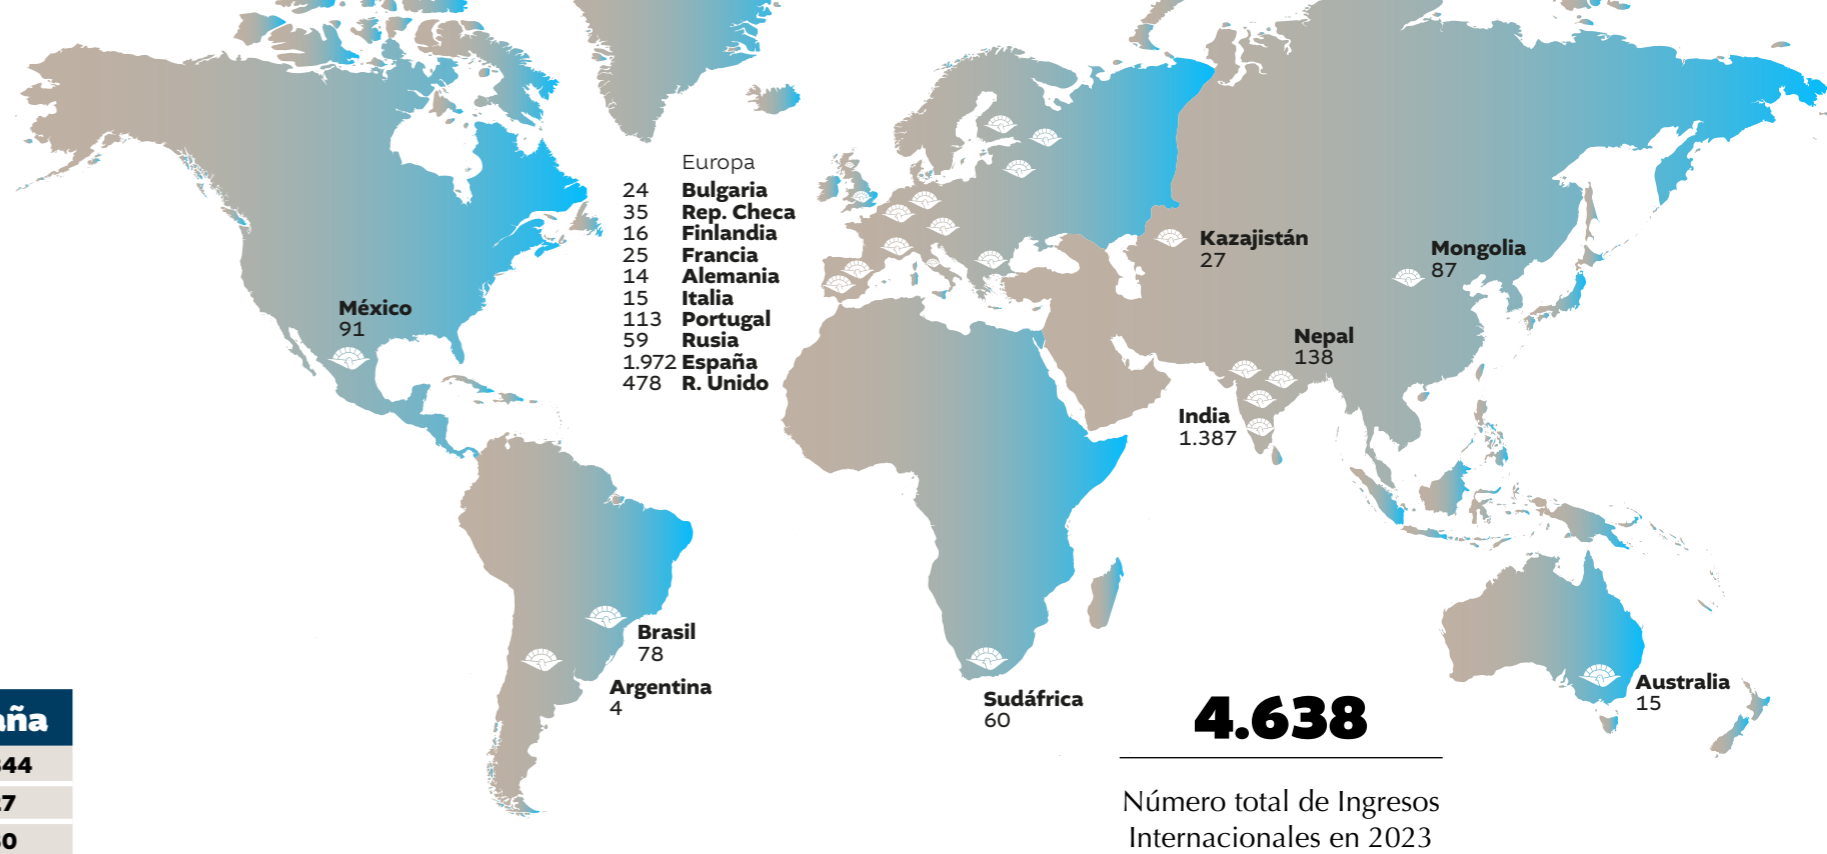 Europa
24 Bulgaria
35 Rep. Checa
16 Finlandia
25 Francia
14 Alemania
15 Italia
113 Portugal
59 Rusia
1.972 España
478 R. Unido
Kazajistán
27
Mongolia
87
México
91
Nepal
138
India
1.387
Brasil
78
Argentina
4
Sudáfrica
60
Australia
15
4.638
Número total de Ingresos
Internacionales en 2023